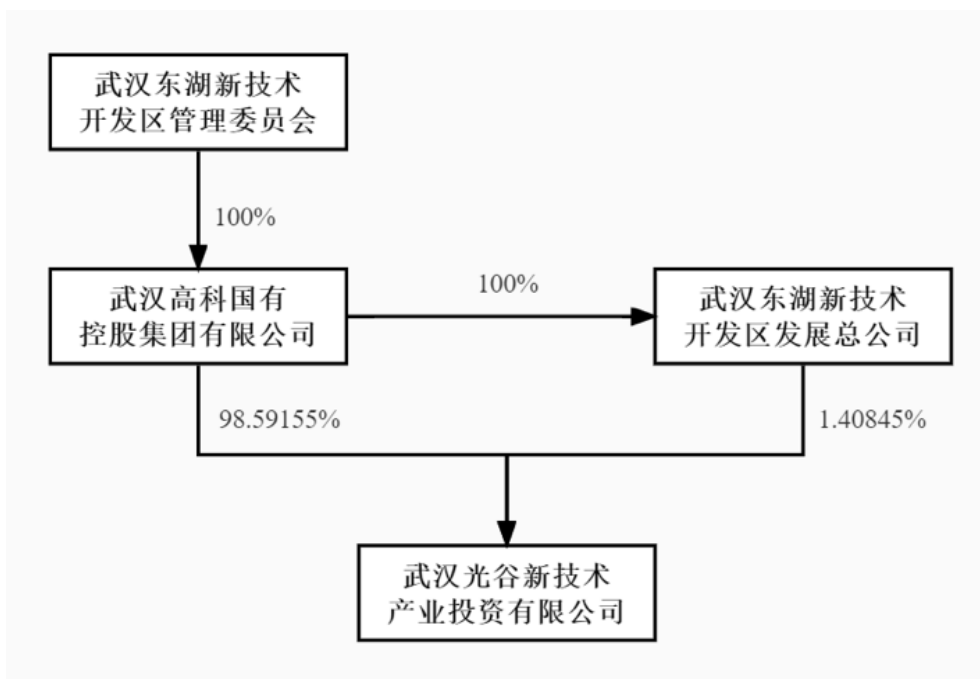 武汉东湖新技术
开发区管理委员会
100%
武汉高科国有
控股集团有限公司
100%
武汉东湖新技术
开发区发展总公司
98.59155%
1.40845%
武汉光谷新技术
产业投资有限公司